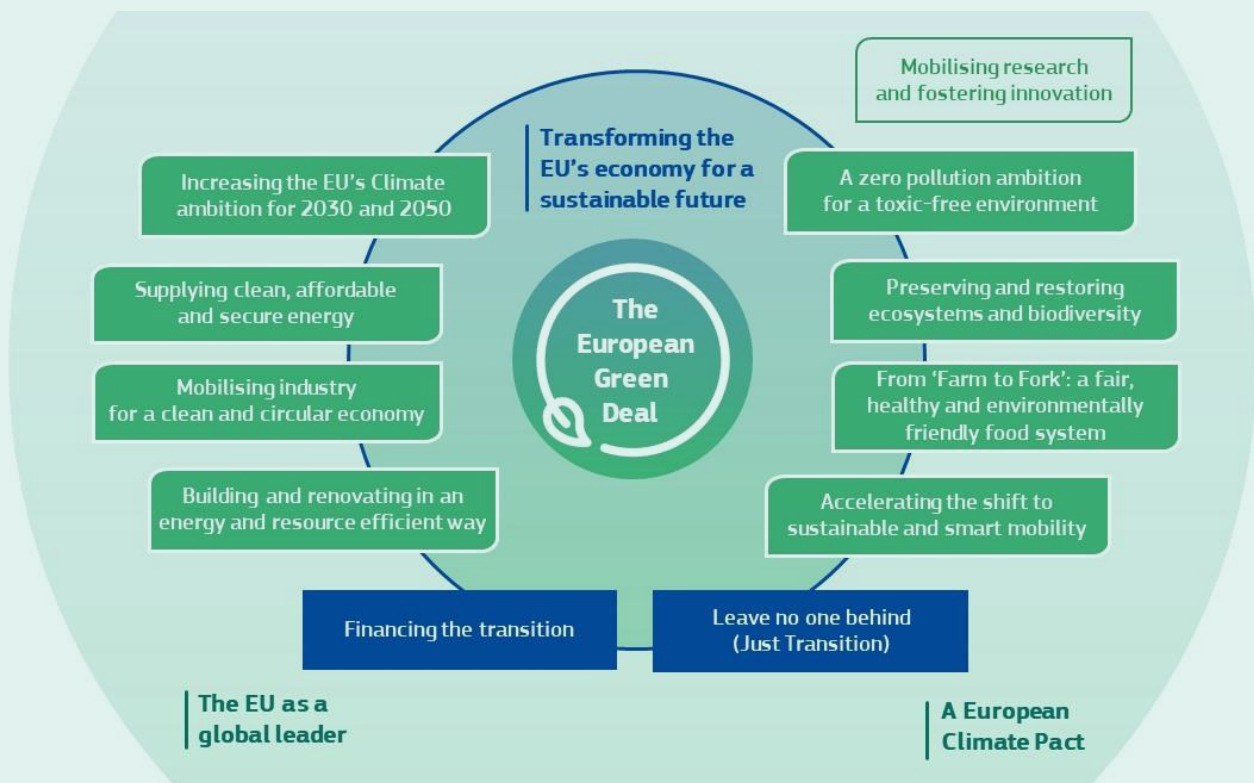 Mobilising research
and fostering innovation
Transforming the
EU's economy for a
sustainable future
Increasing the EU's Climate
ambition for 2030 and 2050
A zero pollution ambition
for a toxic-free environment
Supplying clean, affordable
and secure energy
The
European
Green
Deal
Preserving and restoring
ecosystems and biodiversity
Mobilising industry
for a clean and circular economy
From ‘Farm to Fork’: a fair,
healthy and environmentally
friendly food system
Building and renovating in an
energy and resource efficient way
Accelerating the shift to
sustainable and smart mobility
Financing the transition
Leave no one behind
(Just Transition)
The EU as a
global leader
A European
Climate Pact